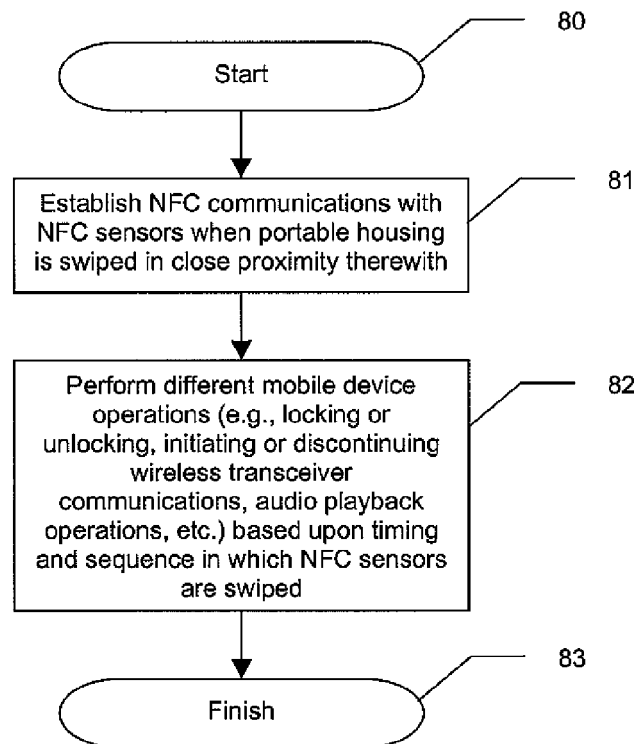 80
Start
81
Establish NFC communications with
NFC sensors when portable housing
is swiped in close proximity therewith
82
Perform different mobile device
operations (e.g., locking or
unlocking, initiating or discontinuing
wireless transceiver
communications, audio playback
operations, etc.) based upon timing
and sequence in which NFC sensors
are swiped
83
Finish